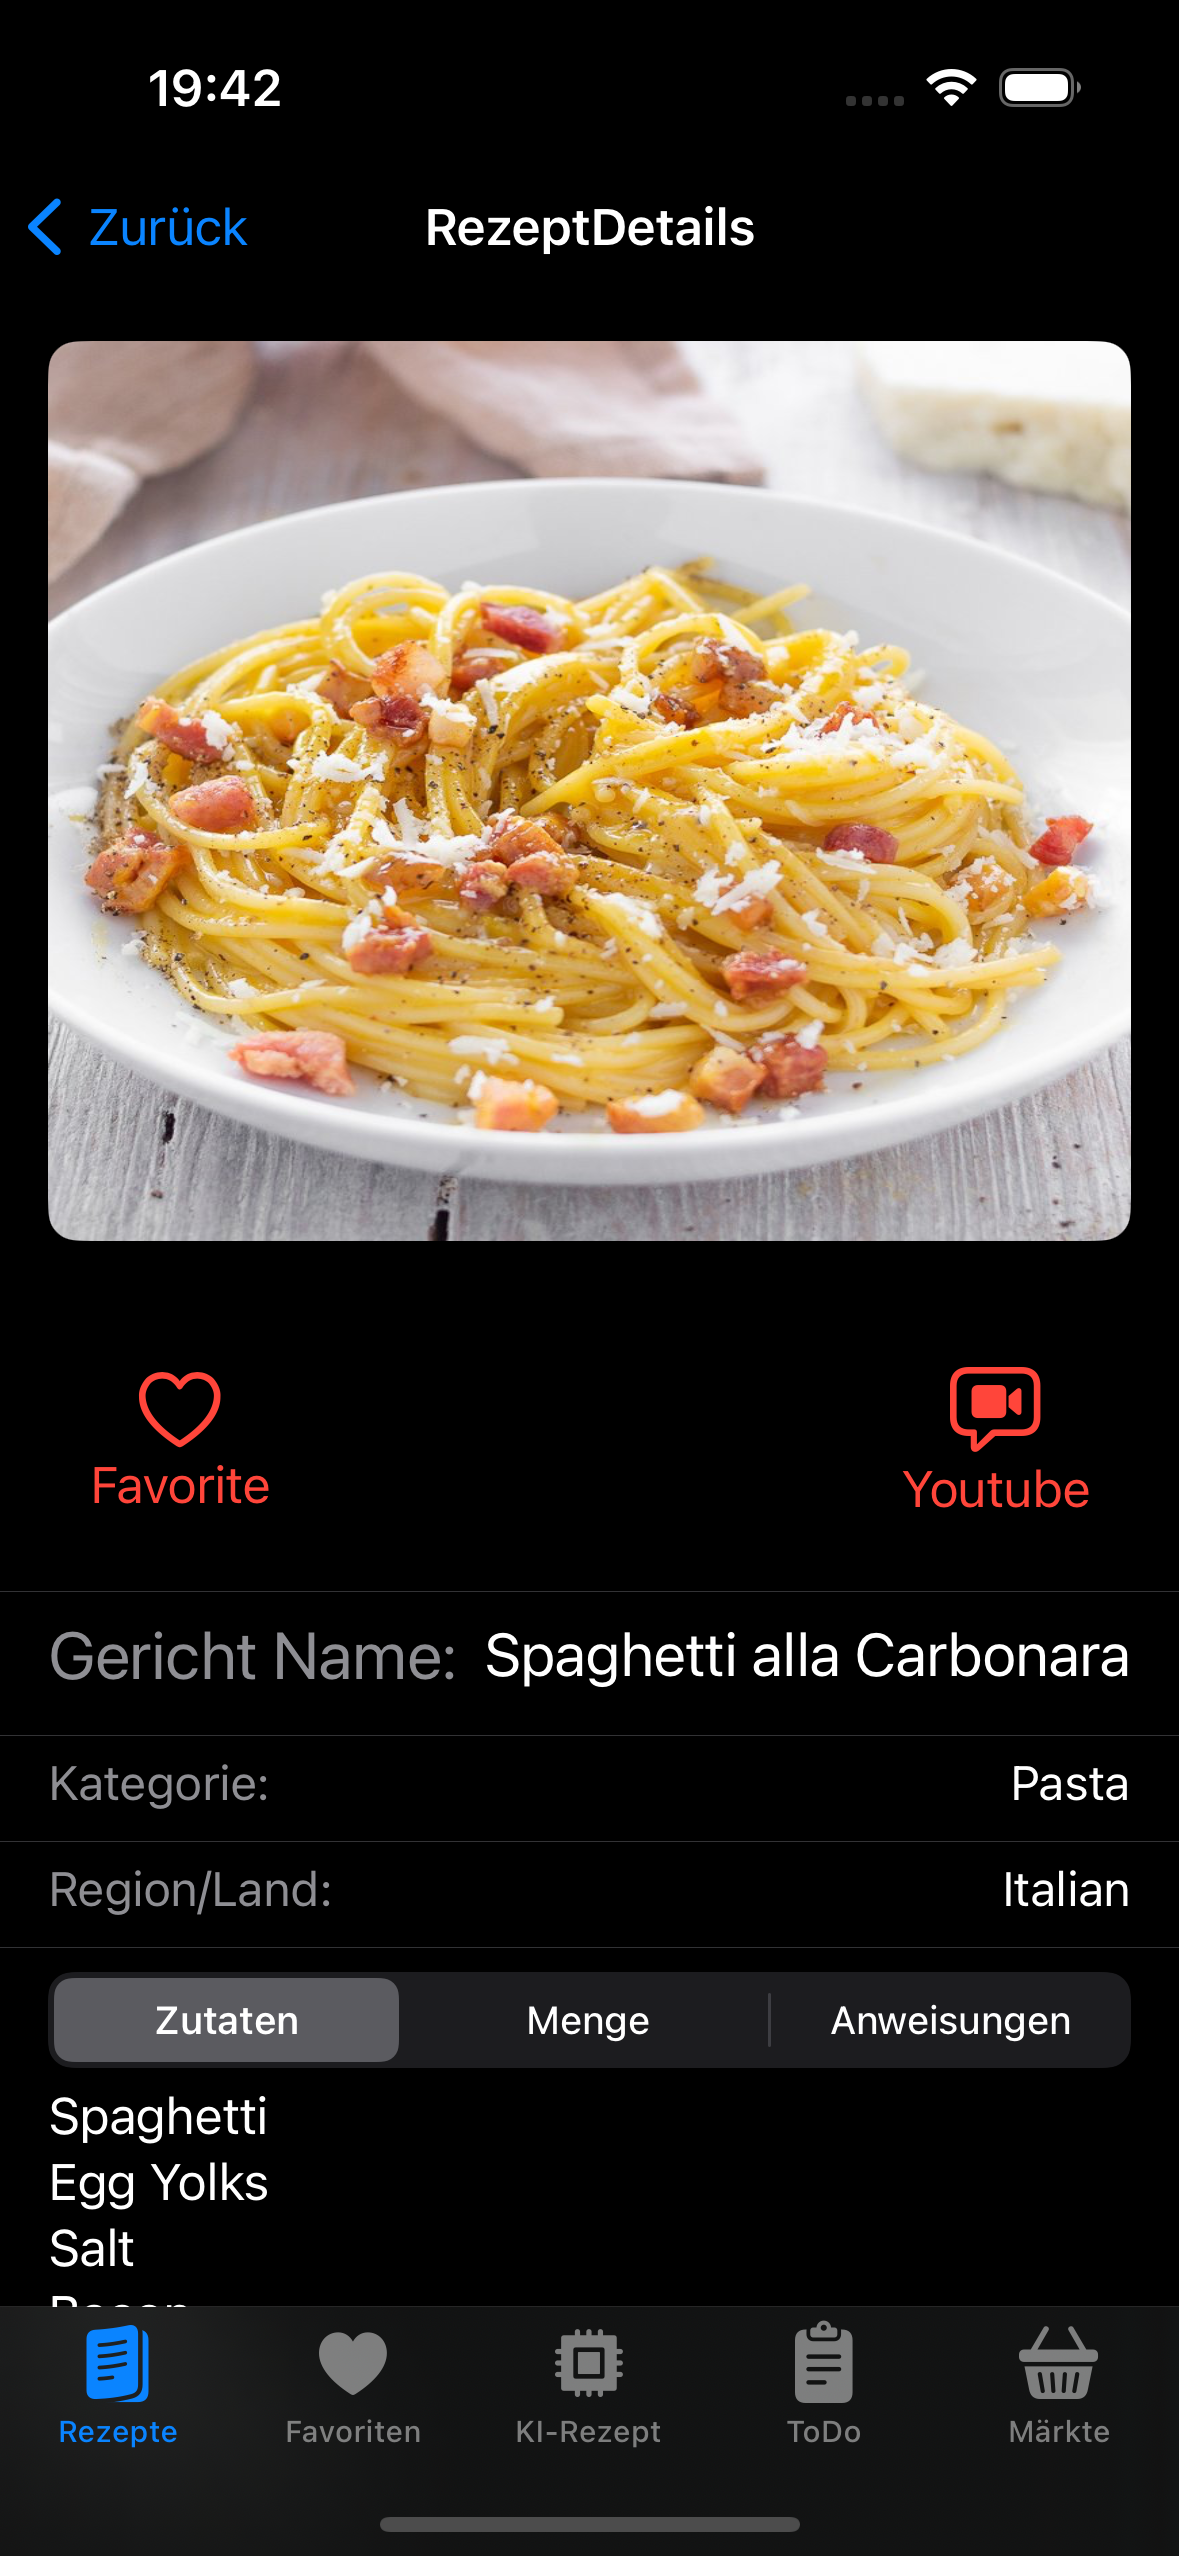 19:42
Zurück
RezeptDetails
Favorite
Youtube
Gericht Name: Spaghetti alla Carbonara
Kategorie: Pasta
Region/Land: Italian
Zutaten Menge Anweisungen
Spaghetti
Egg Yolks
Salt
Rezepte Favoriten KI-Rezept ToDo Märkte